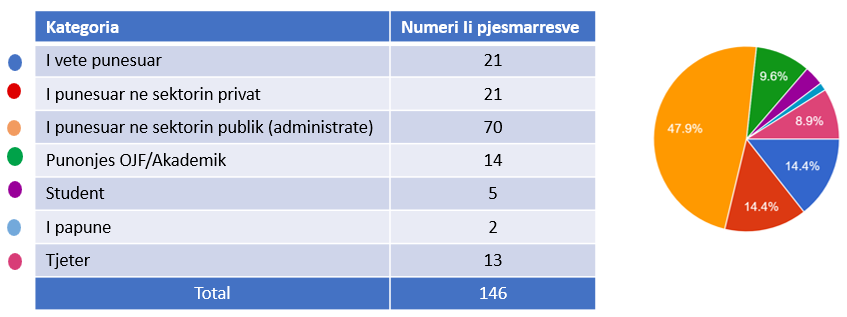 Kategoria Numeri Ii pjesmarresve
I vete punesuar 21
I punesuar ne sektorin privat 21
I punesuar ne sektorin publik (administrate) 70
Punonjes OJF/Akademik 14
Student 5
I papune 2
Tjeter 13
Total 146
9.6%
47.9%
8.9%
14.4%
14.4%